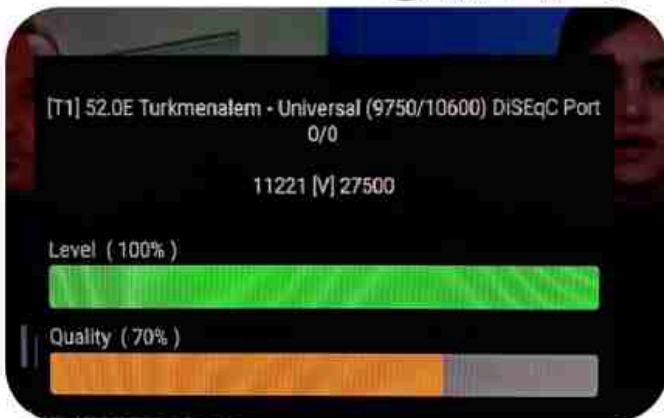 [T1] 52.0E Turkmenalem - Universal (9750/10600) DiSEqC Port
0/0
11221 [V] 27500
Level ( 100% )
Quality ( 70% )